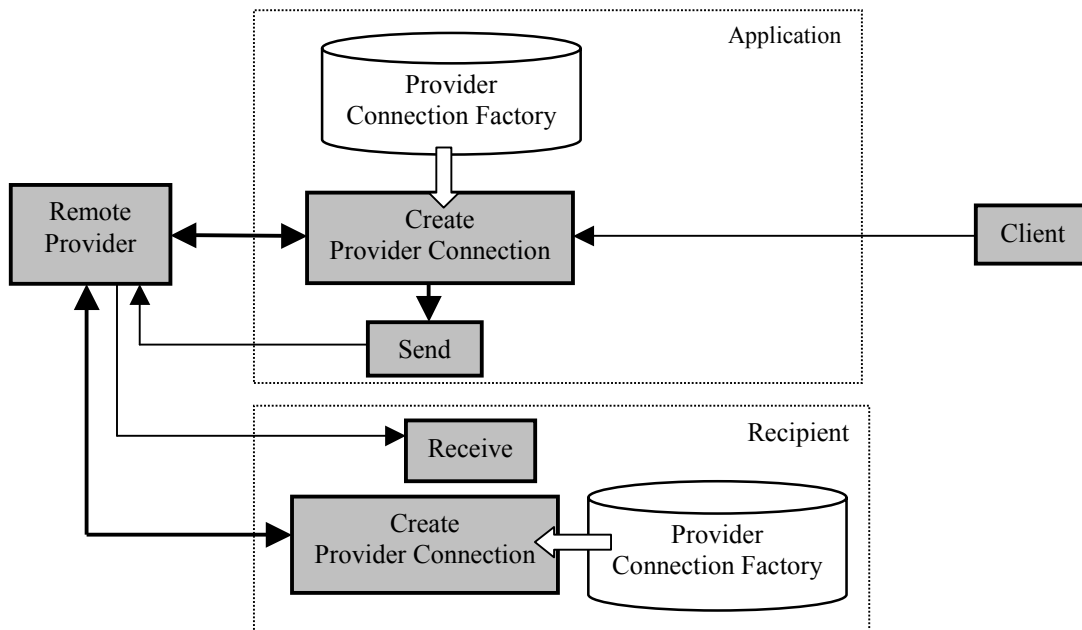 Application
Provider
Connection Factory
Remote
Provider
Create
Provider Connection
Client
Send
Recipient
Receive
Create
Provider Connection
Provider
Connection Factory